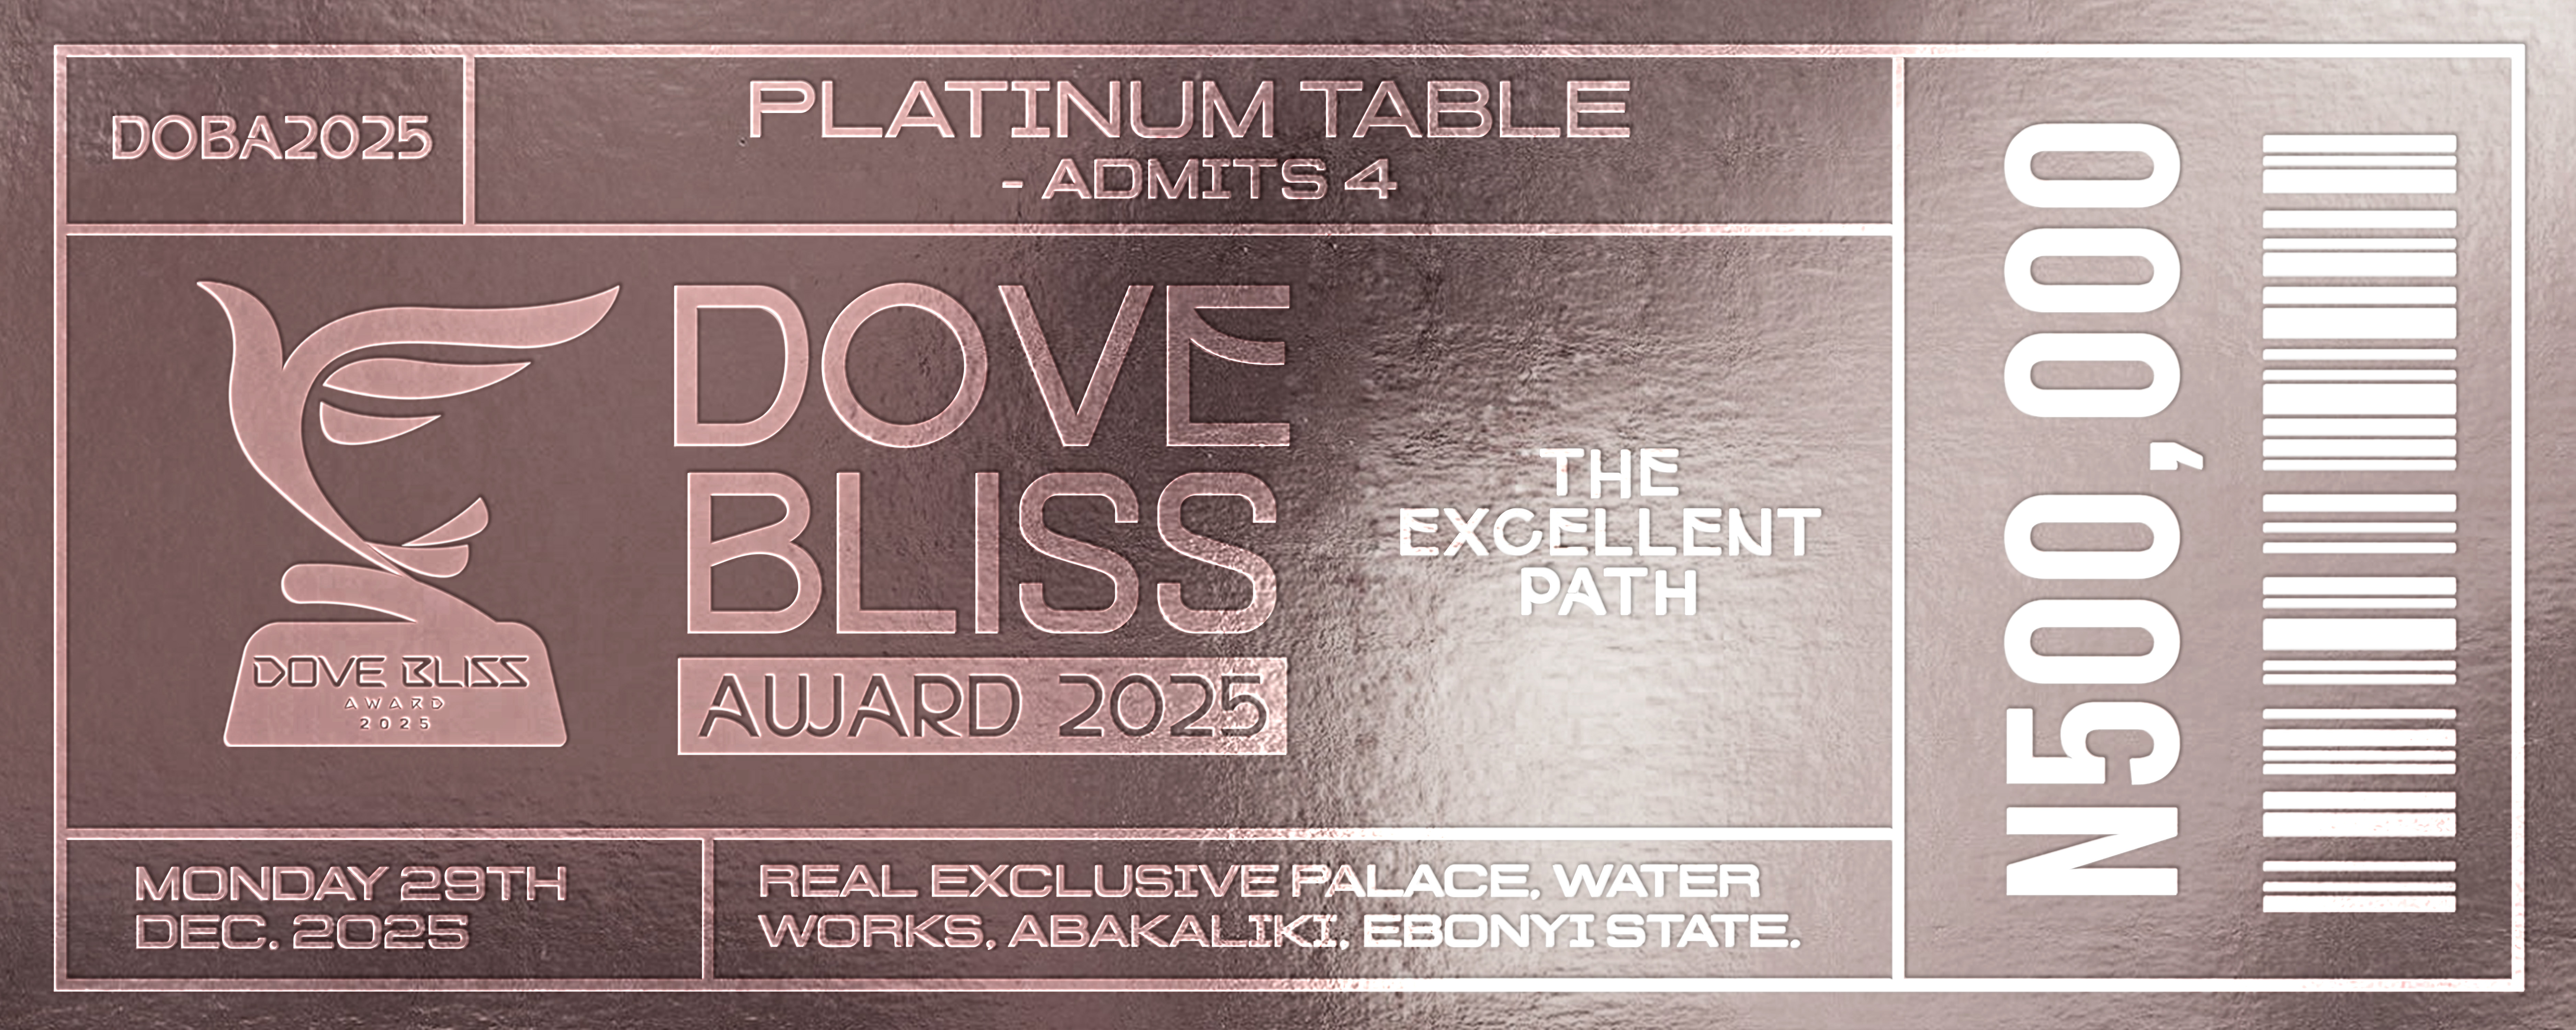 DOBA2025
PLATINUM TABLE
- ADMITS 4
DOVE
BLISS
AWARD 2025
DOVE BLISS
AWARD
2025
THE
EXCELLENT
PATH
MONDAY 29TH
DEC. 2025
REAL EXCLUSIVE PALACE, WATER
WORKS, ABAKALIKI, EBONYI STATE.
N500,000